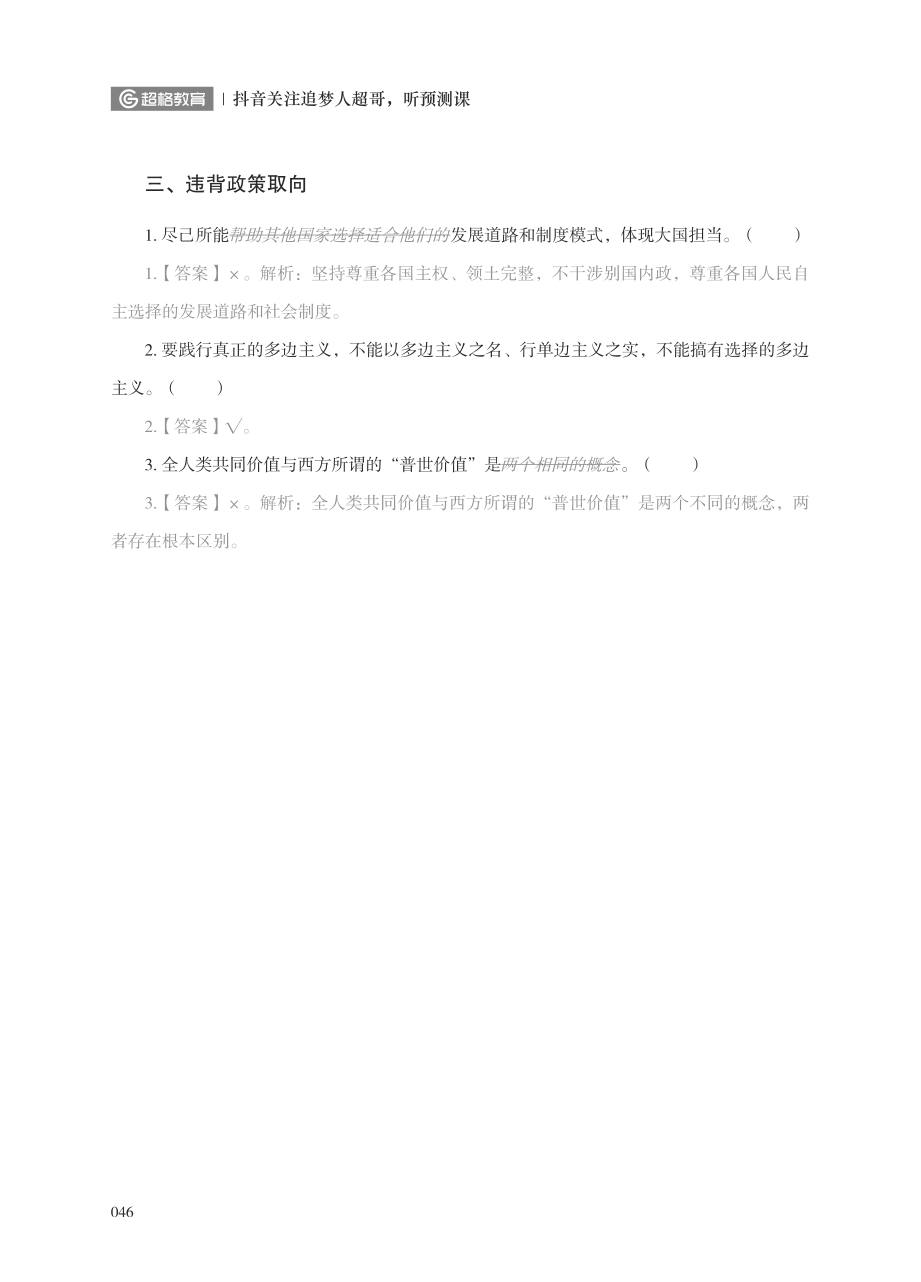 超格教育 | 抖音关注追梦人超哥，听预测课
三、违背政策取向
1. 尽己所能帮助其他国家选择适合他们的发展道路和制度模式，体现大国担当。（　　）
1.【答案】×。解析：坚持尊重各国主权、领土完整，不干涉别国内政，尊重各国人民自
主选择的发展道路和社会制度。
2. 要践行真正的多边主义，不能以多边主义之名、行单边主义之实，不能搞有选择的多边
主义。（　　）
2.【答案】√。
3. 全人类共同价值与西方所谓的“普世价值”是两个相同的概念。（　　）
3.【答案】×。解析：全人类共同价值与西方所谓的“普世价值”是两个不同的概念，两
者存在根本区别。
046